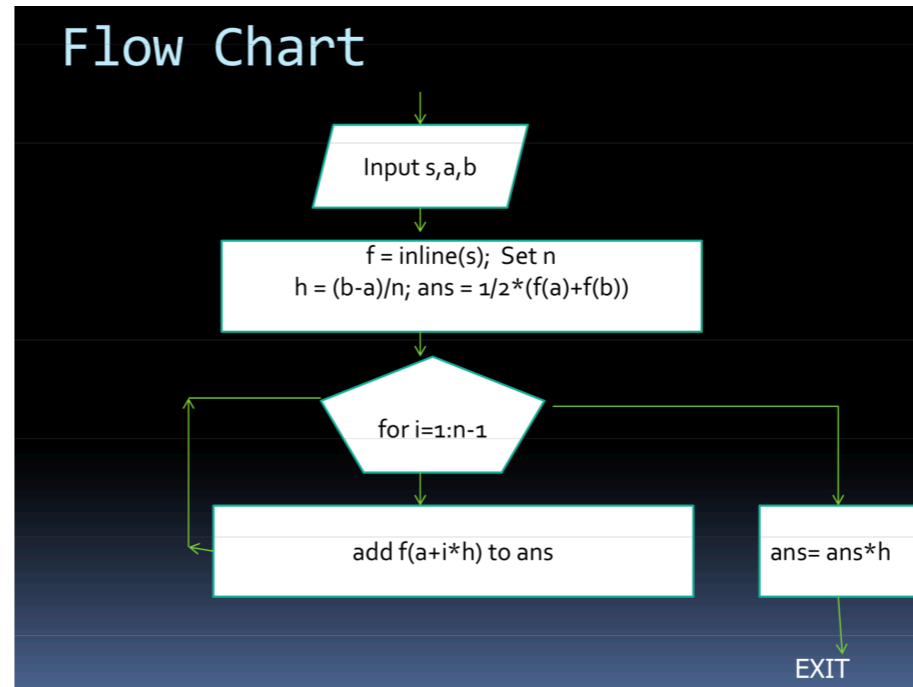 Flow Chart
Input s,a,b
f = inline(s);  Set n
h = (b-a)/n; ans = 1/2*(f(a)+f(b))
for i=1:n-1
add f(a+i*h) to ans
ans= ans*h
EXIT